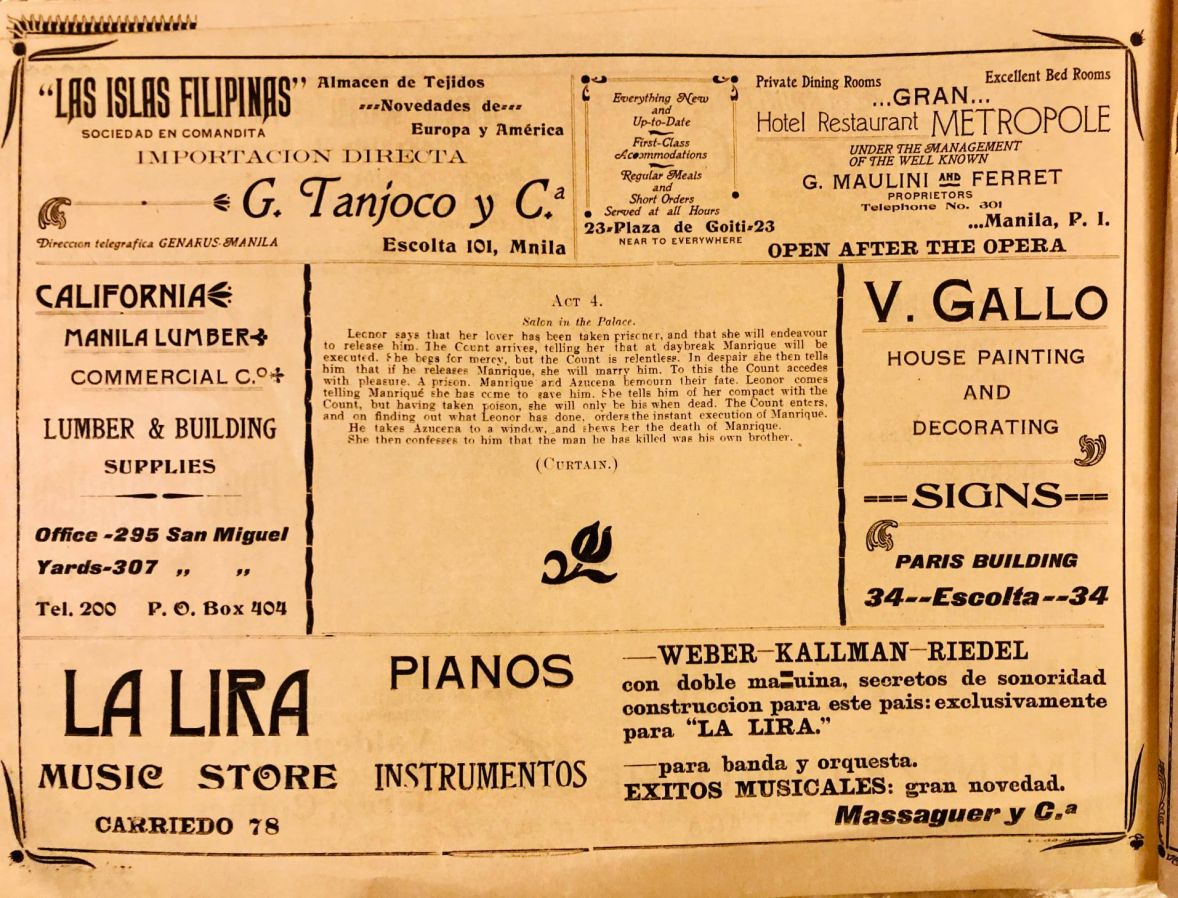 "LAS ISLAS FILIPINAS"
SOCIEDAD EN COMANDITA
Almacen de Tejidos
Novedades de
Europa y América
IMPORTACION DIRECTA
G. Tanjoco y C.ª
Direccion telegrafica GENARUS-MANILA
Escolta 101, Mnila
Everything New
and
Up-to-Date
First-Class
Accommodations
Regular Meals
and
Short Orders
Served at all Hours
23-Plaza de Goiti-23
NEAR TO EVERYWHERE
Private Dining Rooms
Excellent Bed Rooms
...GRAN...
Hotel Restaurant METROPOLE
UNDER THE MANAGEMENT
OF THE WELL KNOWN
G. MAULINI AND FERRET
PROPRIETORS
Telephone No. 301
...Manila, P. I.
OPEN AFTER THE OPERA
CALIFORNIA
MANILA LUMBER
COMMERCIAL C.º
LUMBER & BUILDING
SUPPLIES
Office -295 San Miguel
Yards-307 ,, ,,
Tel. 200 P. O. Box 404
ACT 4.
Salon in the Palace.
Leonor says that her lover has been taken prisoner, and that she will endeavour
to release him. The Count arrives, telling her that at daybreak Manrique will be
executed. She begs for mercy, but the Count is relentless. In despair she then tells
him that if he releases Manrique, she will marry him. To this the Count accedes
with pleasure. A prison. Manrique and Azucena bemourn their fate. Leonor comes
telling Manriqué she has come to save him. She tells him of her compact with the
Count, but having taken poison, she will only be his when dead. The Count enters,
and on finding out what Leonor has done, orders the instant execution of Manrique.
He takes Azucena to a window, and shews her the death of Manrique.
She then confesses to him that the man he has killed was his own brother.
(CURTAIN.)
V. GALLO
HOUSE PAINTING
AND
DECORATING
===SIGNS===
PARIS BUILDING
34--Escolta--34
LA LIRA
MUSIC STORE
CARRIEDO 78
PIANOS
INSTRUMENTOS
—WEBER—KALLMAN—RIEDEL
con doble maquina, secretos de sonoridad
construccion para este pais: exclusivamente
para "LA LIRA."
—para banda y orquesta.
EXITOS MUSICALES: gran novedad.
Massaguer y C.ª